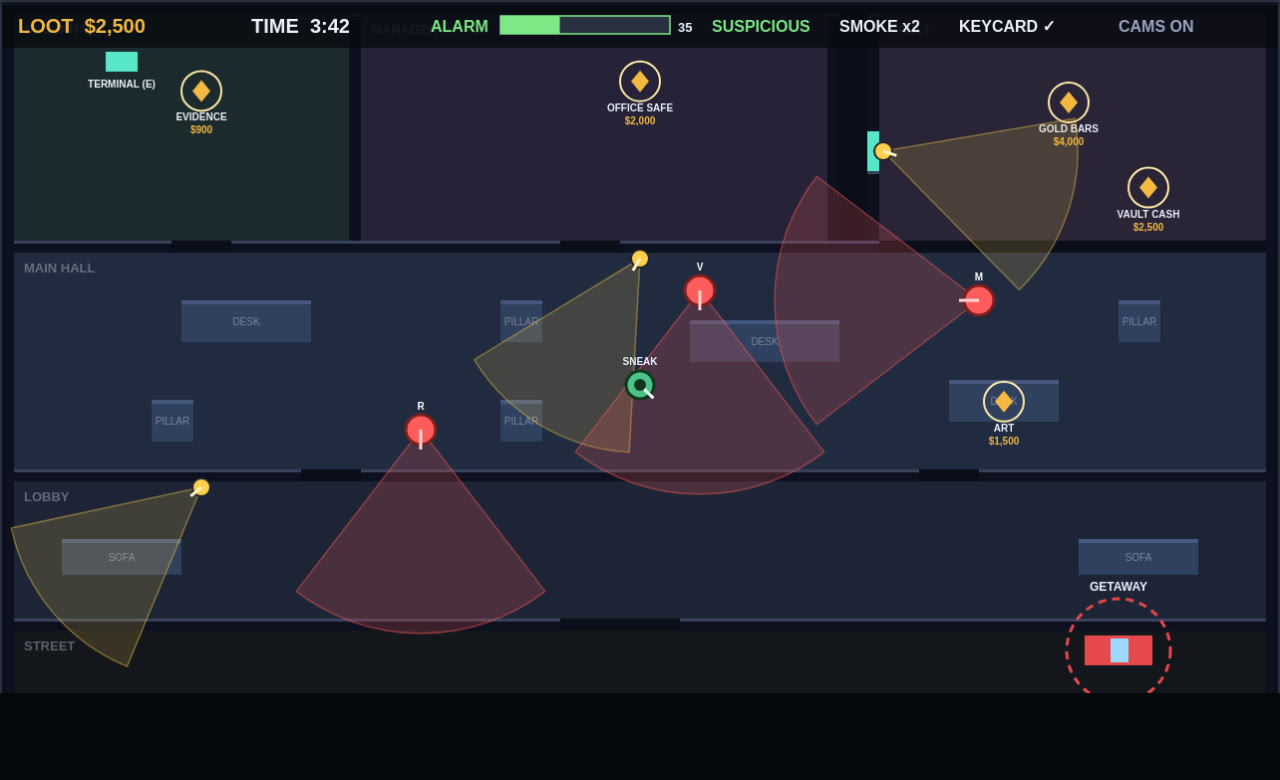 LOOT $2,500
TIME 3:42
ALARM
35
SUSPICIOUS
SMOKE x2
KEYCARD ✓
CAMS ON
TERMINAL (E)
EVIDENCE
$900
OFFICE SAFE
$2,000
GOLD BARS
$4,000
VAULT CASH
$2,500
MAIN HALL
V
M
DESK
PILLAR
DESK
PILLAR
SNEAK
R
PILLAR
PILLAR
ART
$1,500
LOBBY
SOFA
SOFA
GETAWAY
STREET